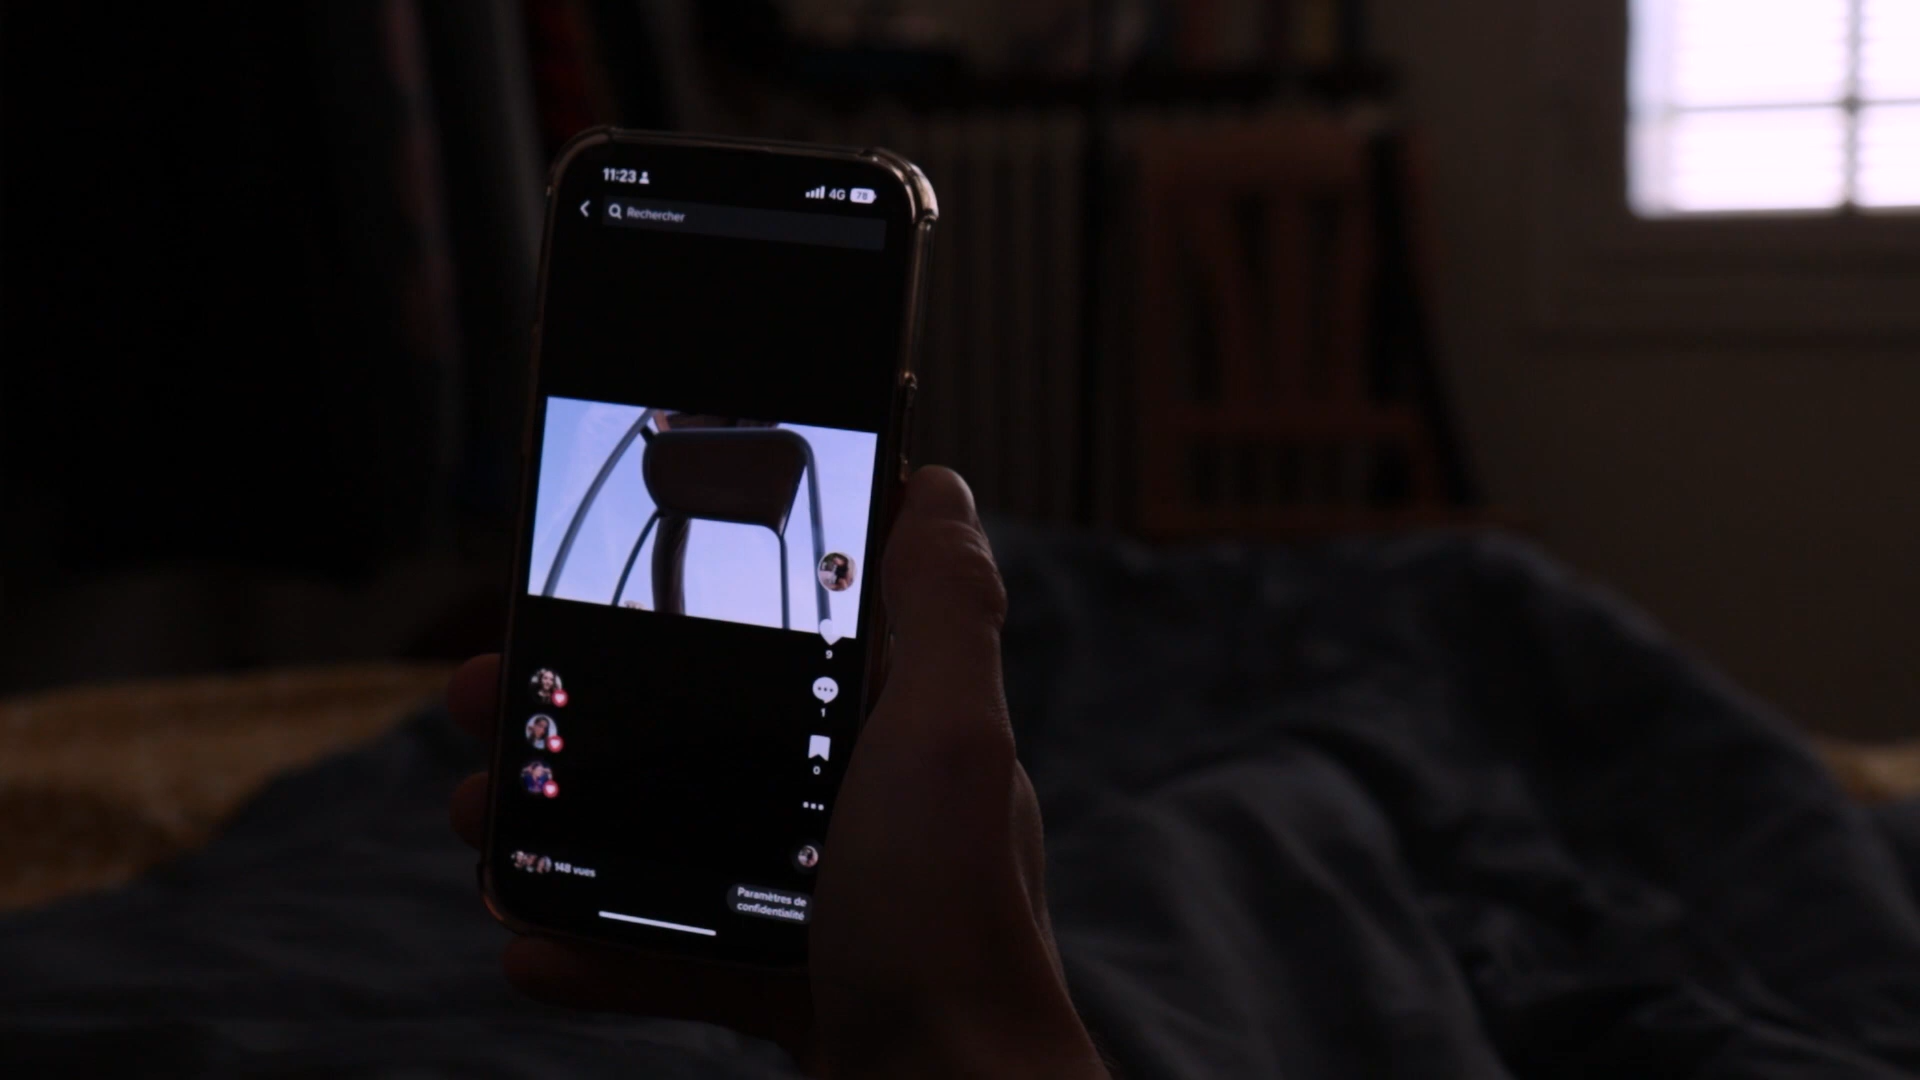 11:23
4G 78
Rechercher
9
1
0
148 vues
Paramètres de
confidentialité